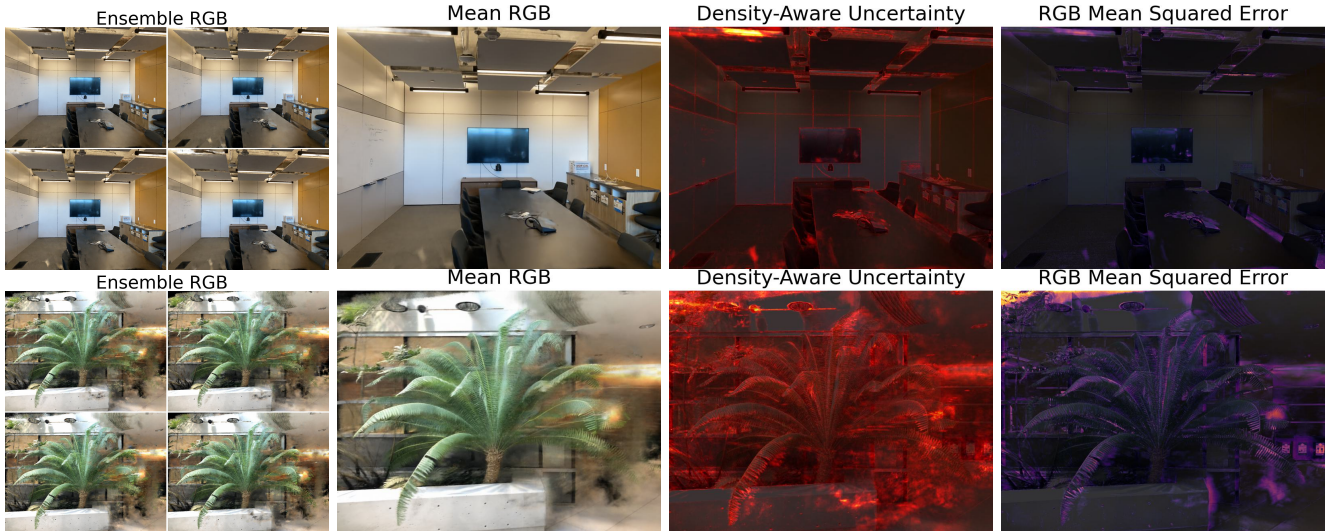 Ensemble RGB
Mean RGB
Density-Aware Uncertainty
RGB Mean Squared Error
Ensemble RGB
Mean RGB
Density-Aware Uncertainty
RGB Mean Squared Error